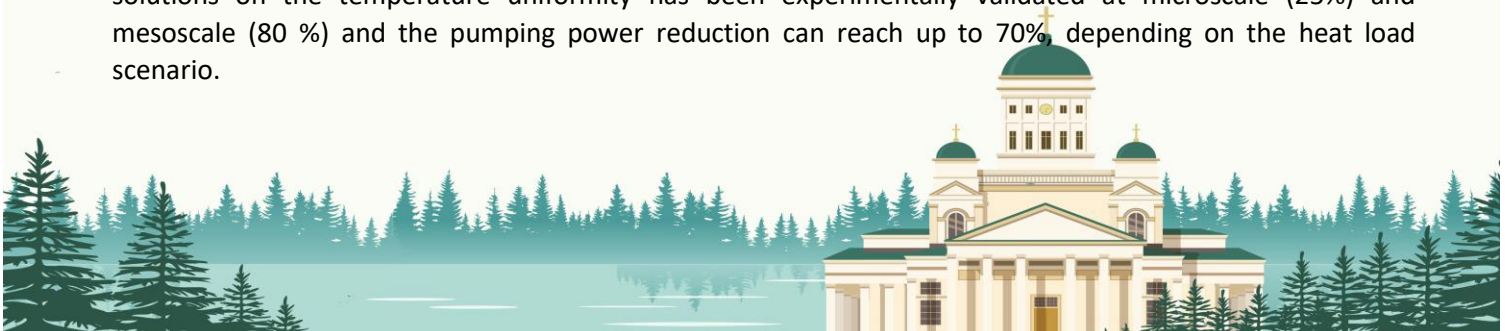 solutions on the temperature uniformity has been experimentally validated at microscale (25%) and
mesoscale (80 %) and the pumping power reduction can reach up to 70%, depending on the heat load
scenario.